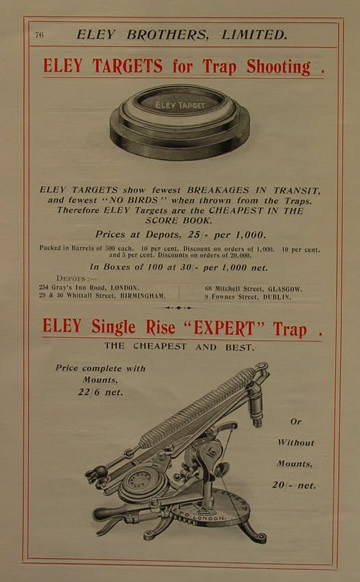 76
ELEY BROTHERS, LIMITED.
ELEY TARGETS for Trap Shooting .
ELEY TARGET
ELEY TARGETS show fewest BREAKAGES IN TRANSIT,
and fewest "NO BIRDS" when thrown from the Traps.
Therefore ELEY Targets are the CHEAPEST IN THE
SCORE BOOK.
Prices at Depots, 25/- per 1,000.
Packed in Barrels of 500 each. 10 per cent. Discount on orders of 1,000. 10 per cent.
and 5 per cent. Discounts on orders of 20,000.
In Boxes of 100 at 30/- per 1,000 net.
DEPOTS:—
254 Gray's Inn Road, LONDON.
29 & 30 Whittall Street, BIRMINGHAM.
68 Mitchell Street, GLASGOW.
9 Fownes Street, DUBLIN.
ELEY Single Rise "EXPERT" Trap .
THE CHEAPEST AND BEST.
Price complete with
Mounts,
22/6 net.
Or
Without
Mounts,
20/- net.
LONDON.